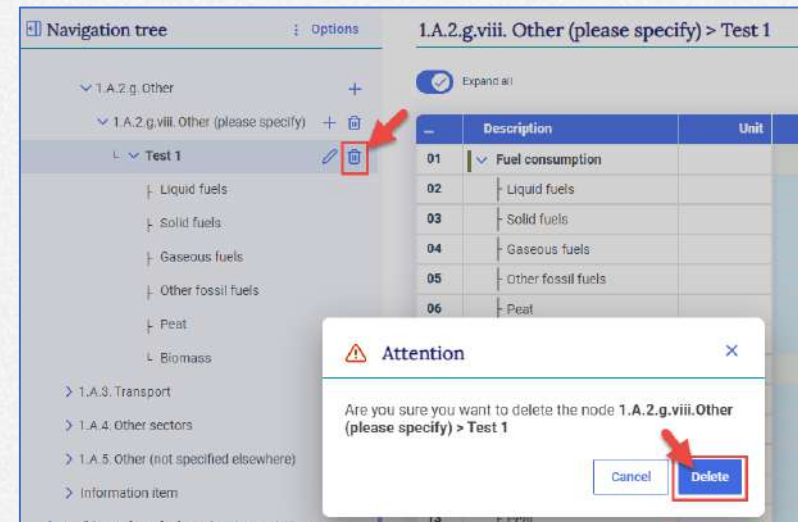 Navigation tree
Options
1.A.2.g. Other
1.A.2.g.viii. Other (please specify)
Test 1
Liquid fuels
Solid fuels
Gaseous fuels
Other fossil fuels
Peat
Biomass
1.A.3. Transport
1.A.4. Other sectors
1.A.5. Other (not specified elsewhere)
Information item
1.A.2.g.viii. Other (please specify) > Test 1
Expand all
Description Unit
01 Fuel consumption
02 Liquid fuels
03 Solid fuels
04 Gaseous fuels
05 Other fossil fuels
06 Peat
Attention
Are you sure you want to delete the node 1.A.2.g.viii.Other
(please specify) > Test 1
Cancel Delete
13